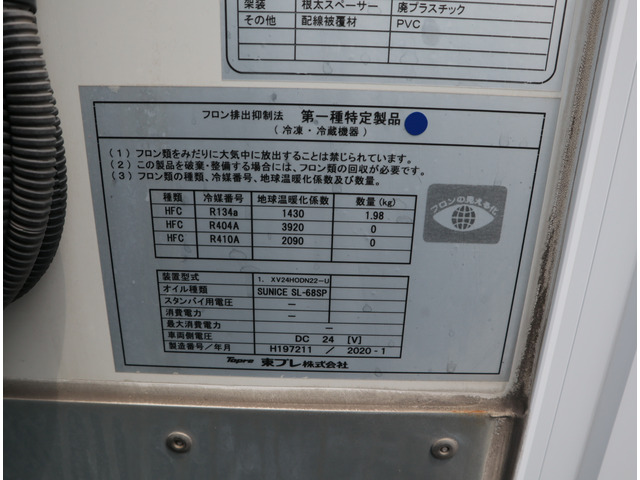 架装 根太スペーサー 廃プラスチック
その他 配線被覆材 PVC
フロン排出抑制法 第一種特定製品
(冷凍・冷蔵機器)
(1) フロン類をみだりに大気中に放出することは禁じられています。
(2) この製品を破棄・整備する場合には、フロン類の回収が必要です。
(3) フロン類の種類、冷媒番号、地球温暖化係数及び数量。
種類 冷媒番号 地球温暖化係数 数量(kg)
HFC R134a 1430 1.98
HFC R404A 3920 0
HFC R410A 2090 0
フロンの見える化
装置型式 1. XV24HODN22-U
オイル種類 SUNICE SL-68SP
スタンバイ用電圧 —
消費電力 —
最大消費電力 —
車両側電圧 DC 24 [V]
製造番号/年月 H197211 / 2020-1
Topre 東プレ株式会社